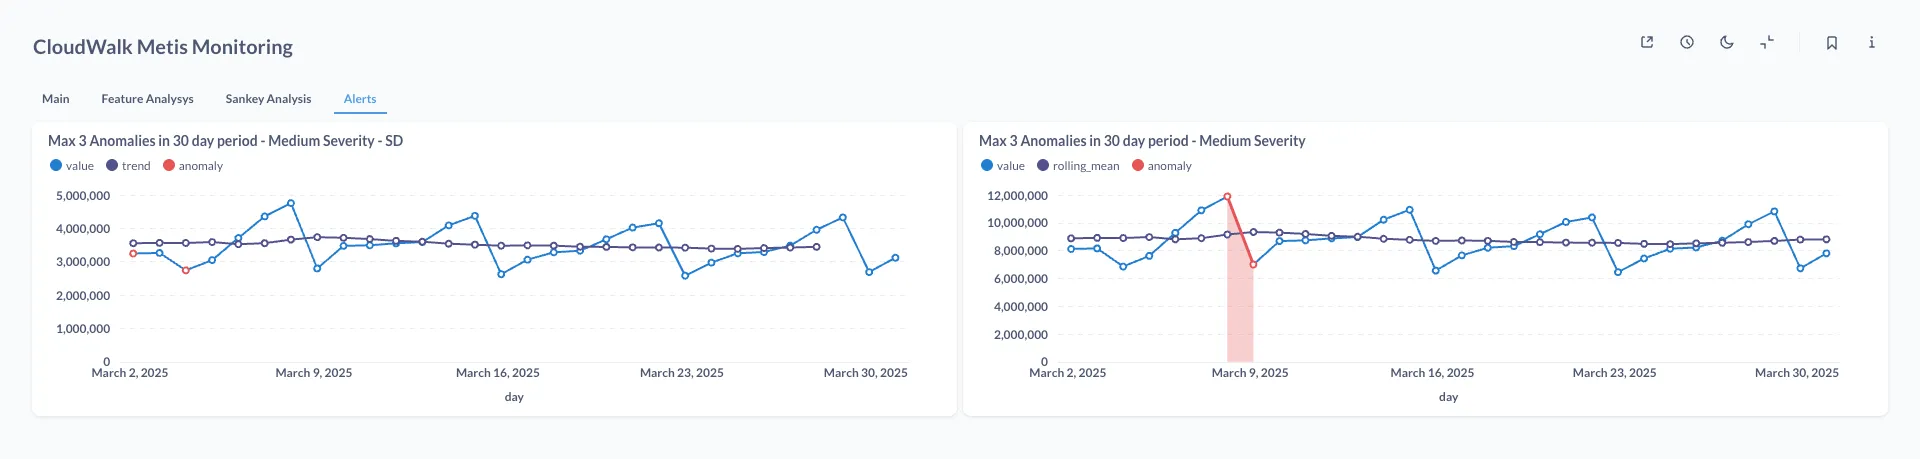 CloudWalk Metis Monitoring
Main
Feature Analysys
Sankey Analysis
Alerts
Max 3 Anomalies in 30 day period - Medium Severity - SD
value
trend
anomaly
5,000,000
4,000,000
3,000,000
2,000,000
1,000,000
0
March 2, 2025
March 9, 2025
March 16, 2025
March 23, 2025
March 30, 2025
day
Max 3 Anomalies in 30 day period - Medium Severity
value
rolling_mean
anomaly
12,000,000
10,000,000
8,000,000
6,000,000
4,000,000
2,000,000
0
March 2, 2025
March 9, 2025
March 16, 2025
March 23, 2025
March 30, 2025
day